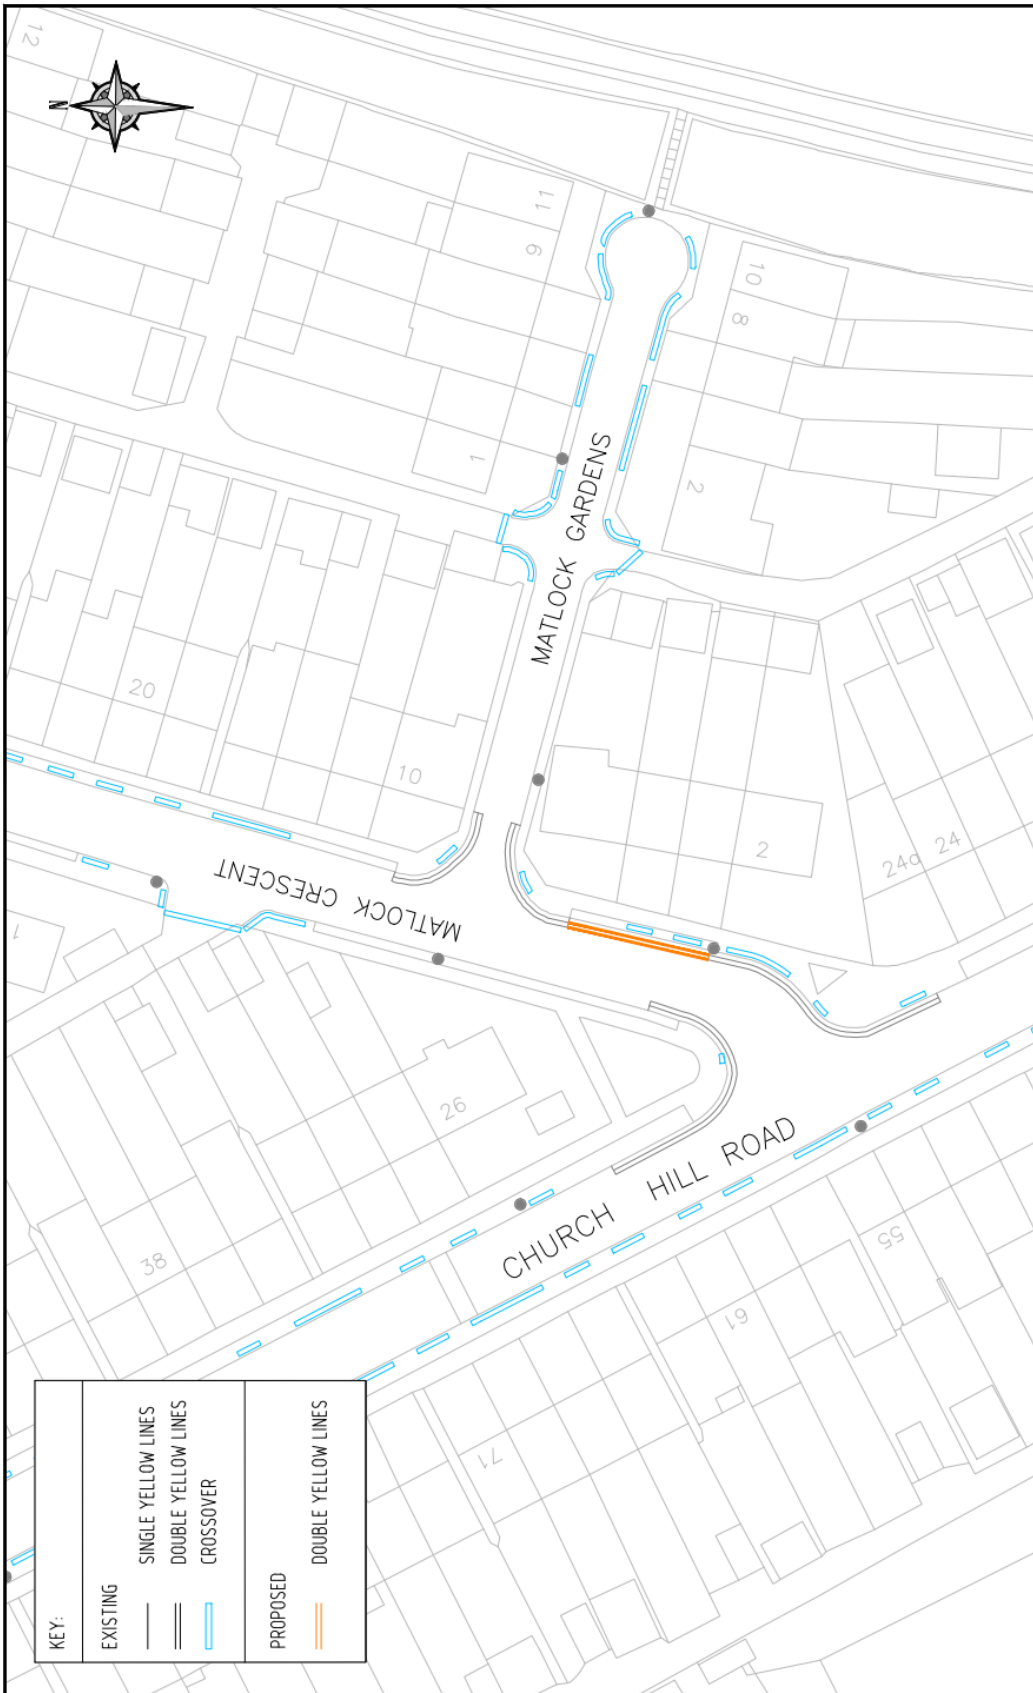 N
12
11
9
10
8
1
2
MATLOCK GARDENS
20
10
2
24a
24
MATLOCK CRESCENT
1
26
38
CHURCH HILL ROAD
55
61
71
KEY:
EXISTING
SINGLE YELLOW LINES
DOUBLE YELLOW LINES
CROSSOVER
PROPOSED
DOUBLE YELLOW LINES